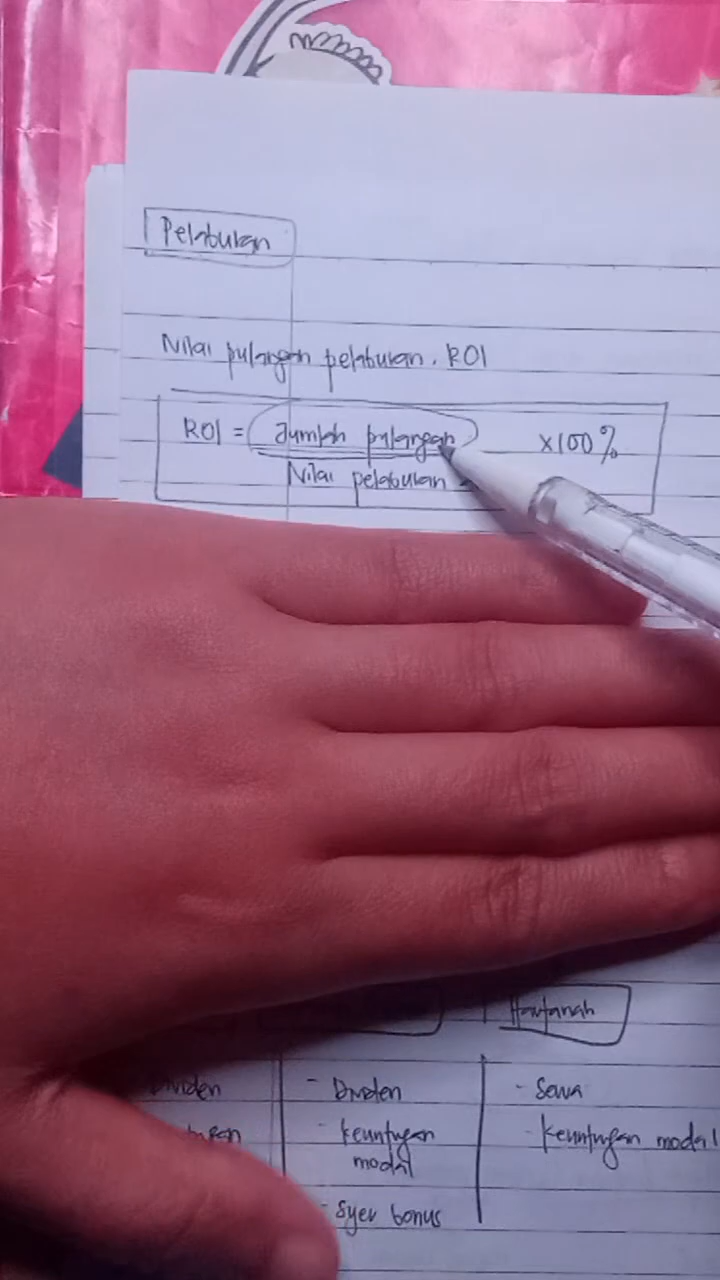 Pelaburan
Nilai pulangan pelaburan, ROI
ROI = Jumlah pulangan x100%
Nilai pelaburan
Hartanah
Dividen - Dividen - Sewa
- keuntungan - keuntungan modal
modal
- Syer bonus